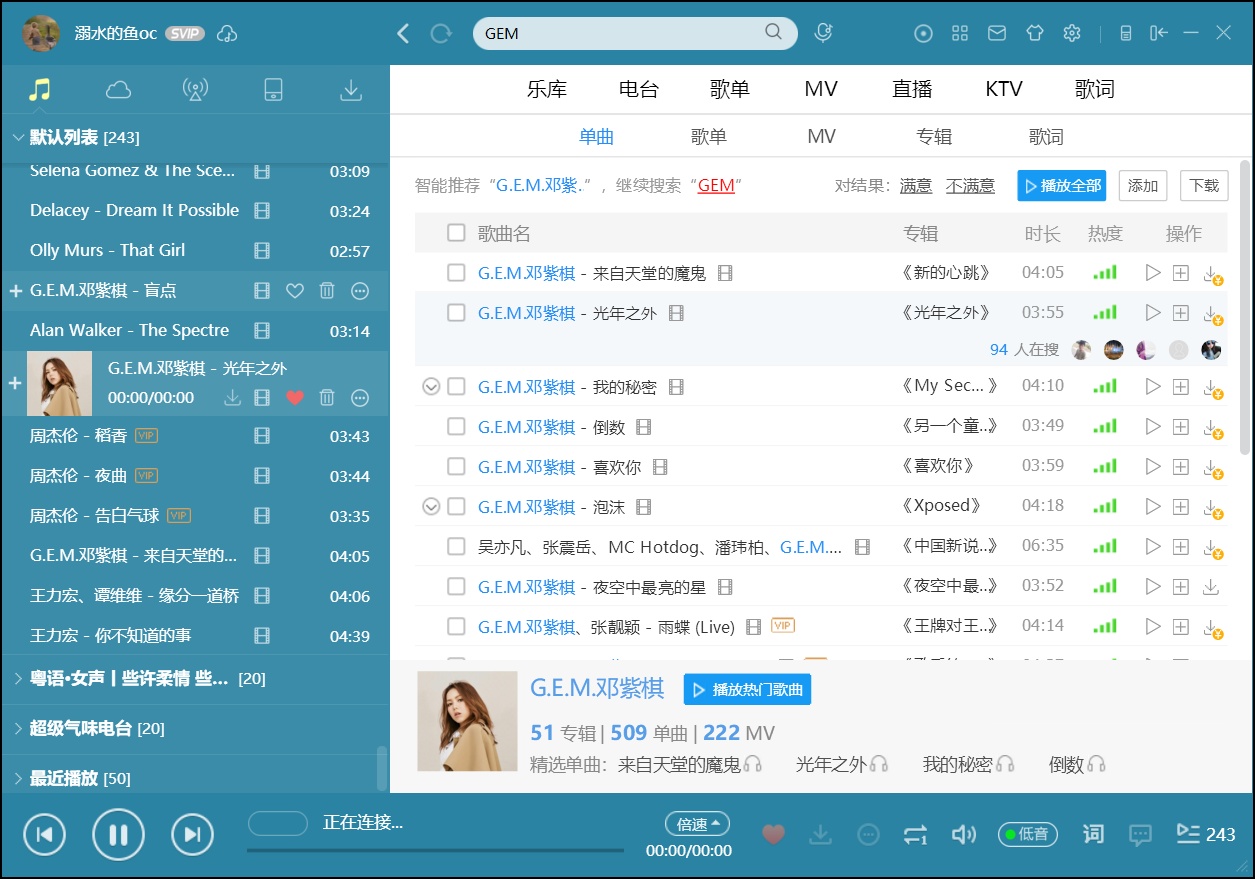 溺水的鱼oc SVIP
GEM
默认列表 [243]
Selena Gomez & The Sce... 03:09
Delacey - Dream It Possible 03:24
Olly Murs - That Girl 02:57
G.E.M.邓紫棋 - 盲点
Alan Walker - The Spectre 03:14
G.E.M.邓紫棋 - 光年之外
00:00/00:00
周杰伦 - 稻香 VIP 03:43
周杰伦 - 夜曲 VIP 03:44
周杰伦 - 告白气球 VIP 03:35
G.E.M.邓紫棋 - 来自天堂的... 04:05
王力宏、谭维维 - 缘分一道桥 04:06
王力宏 - 你不知道的事 04:39
粤语•女声丨些许柔情 些... [20]
超级气味电台 [20]
最近播放 [50]
乐库 电台 歌单 MV 直播 KTV 歌词
单曲 歌单 MV 专辑 歌词
智能推荐 “G.E.M.邓紫..” ，继续搜索 “GEM” 对结果: 满意 不满意 播放全部 添加 下载
歌曲名 专辑 时长 热度 操作
G.E.M.邓紫棋 - 来自天堂的魔鬼 《新的心跳》 04:05
G.E.M.邓紫棋 - 光年之外 《光年之外》 03:55
94 人在搜
G.E.M.邓紫棋 - 我的秘密 《My Sec... 》 04:10
G.E.M.邓紫棋 - 倒数 《另一个童..》 03:49
G.E.M.邓紫棋 - 喜欢你 《喜欢你》 03:59
G.E.M.邓紫棋 - 泡沫 《Xposed》 04:18
吴亦凡、张震岳、MC Hotdog、潘玮柏、G.E.M.... 《中国新说..》 06:35
G.E.M.邓紫棋 - 夜空中最亮的星 《夜空中最..》 03:52
G.E.M.邓紫棋、张靓颖 - 雨蝶 (Live) VIP 《王牌对王..》 04:14
G.E.M.邓紫棋 播放热门歌曲
51 专辑 | 509 单曲 | 222 MV
精选单曲: 来自天堂的魔鬼 光年之外 我的秘密 倒数
正在连接...
倍速
00:00/00:00
低音 词 243